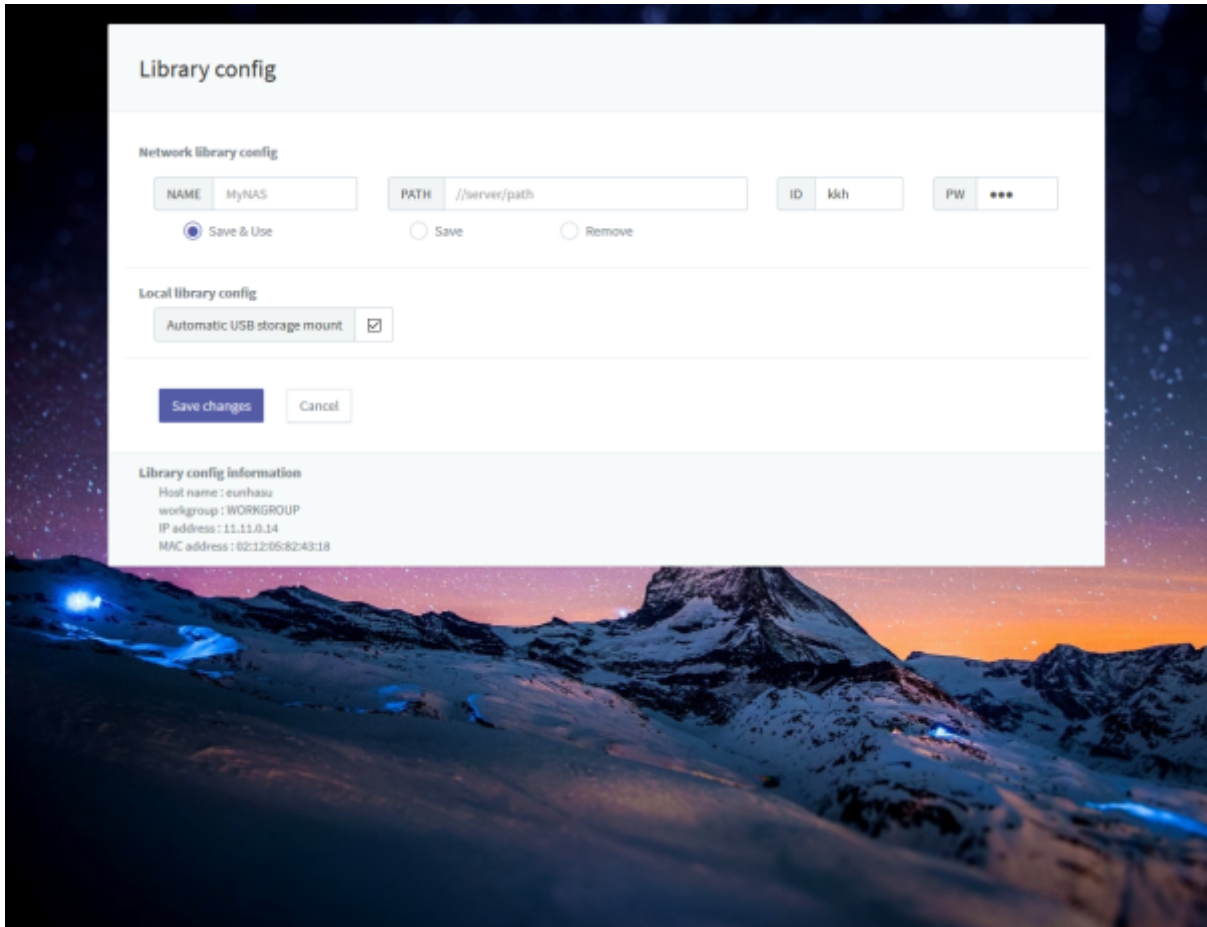 Library config
Network library config
NAME MyNAS PATH //server/path ID kkh PW •••
Save & Use Save Remove
Local library config
Automatic USB storage mount
Save changes Cancel
Library config information
Host name : eunhasu
workgroup : WORKGROUP
IP address : 11.11.0.14
MAC address : 02:12:05:82:43:18